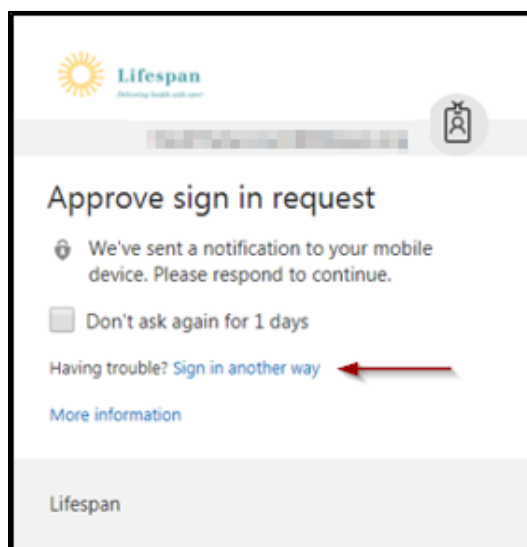 Lifespan
Delivering health with care.®
Approve sign in request
We've sent a notification to your mobile
device. Please respond to continue.
Don't ask again for 1 days
Having trouble? Sign in another way
More information
Lifespan